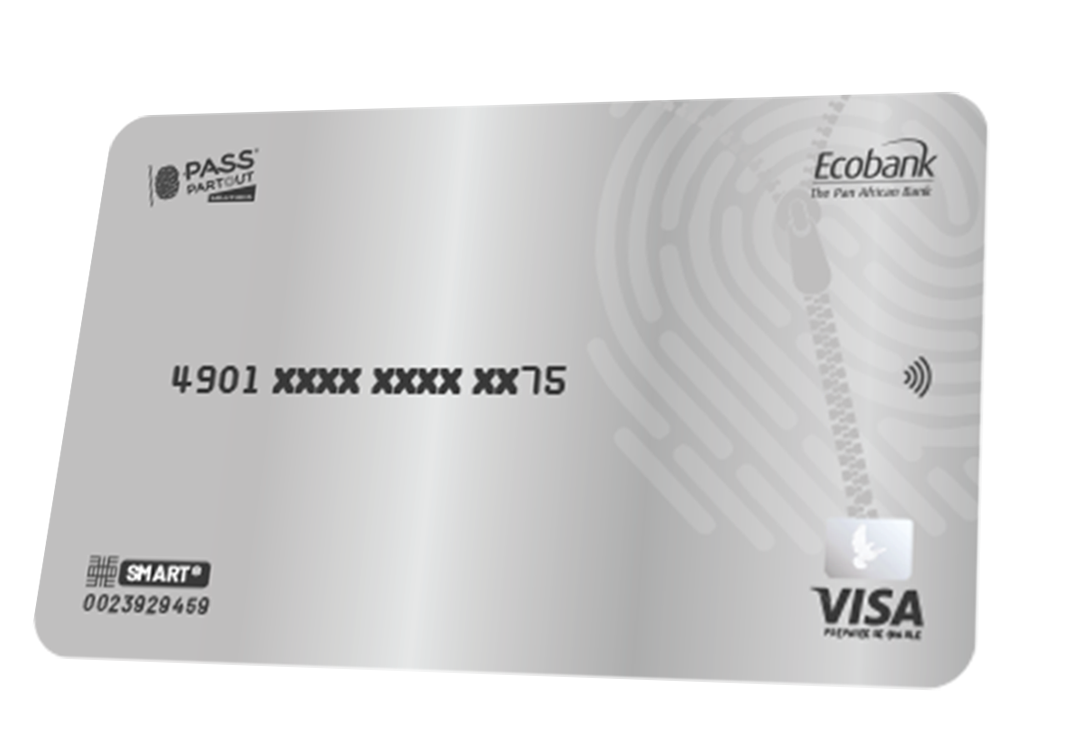 PASS
PARTOUT
Ecobank
The Pan African Bank
4901 XXXX XXXX XX75
SMART®
0023929459
VISA